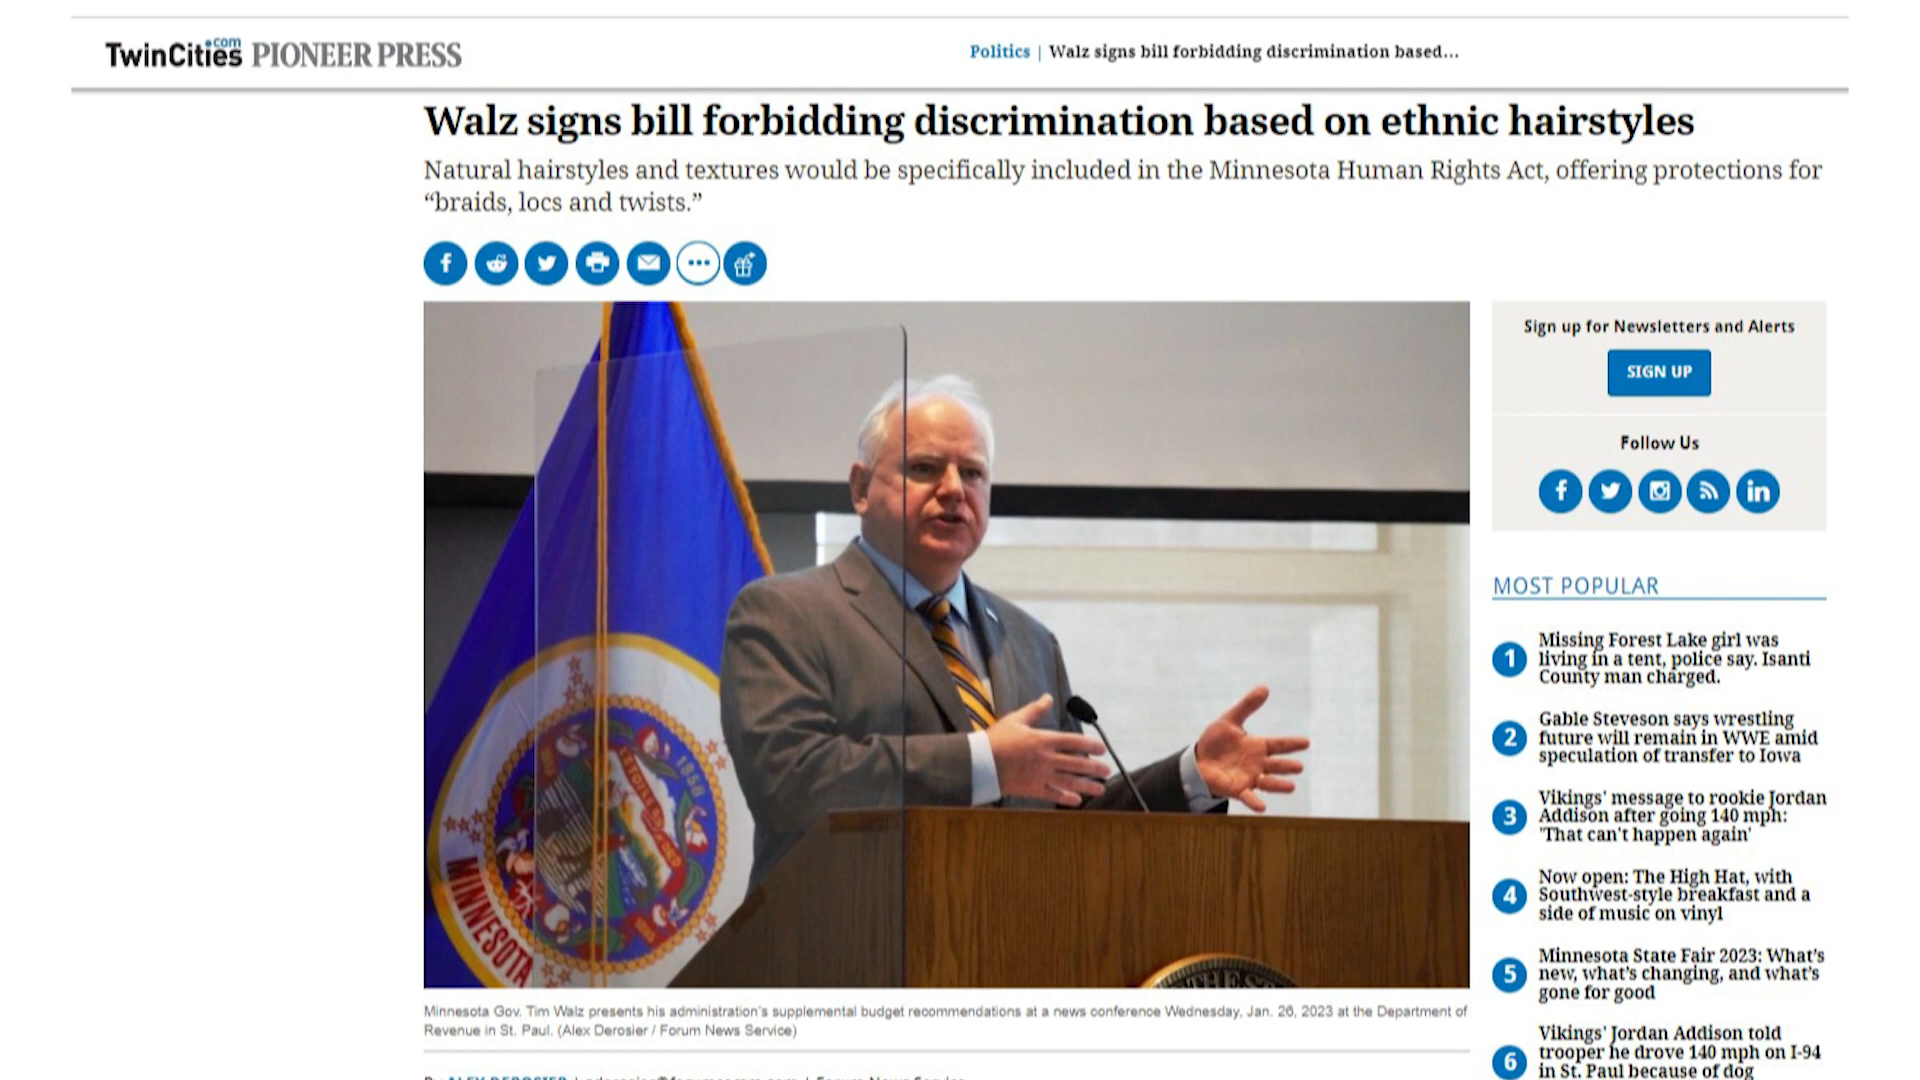 TwinCities.com PIONEER PRESS
Politics | Walz signs bill forbidding discrimination based...
Walz signs bill forbidding discrimination based on ethnic hairstyles
Natural hairstyles and textures would be specifically included in the Minnesota Human Rights Act, offering protections for
“braids, locs and twists.”
Sign up for Newsletters and Alerts
SIGN UP
Follow Us
MOST POPULAR
1
Missing Forest Lake girl was
living in a tent, police say. Isanti
County man charged.
2
Gable Steveson says wrestling
future will remain in WWE amid
speculation of transfer to Iowa
3
Vikings' message to rookie Jordan
Addison after going 140 mph:
'That can't happen again'
4
Now open: The High Hat, with
Southwest-style breakfast and a
side of music on vinyl
5
Minnesota State Fair 2023: What’s
new, what’s changing, and what’s
gone for good
6
Vikings' Jordan Addison told
trooper he drove 140 mph on I-94
in St. Paul because of dog
1858
MINNESOTA
THE
Minnesota Gov. Tim Walz presents his administration's supplemental budget recommendations at a news conference Wednesday, Jan. 26, 2023 at the Department of
Revenue in St. Paul. (Alex Derosier / Forum News Service)